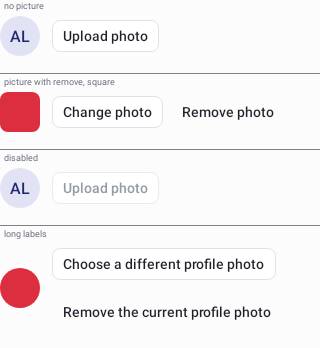 no picture
AL
Upload photo
picture with remove, square
Change photo
Remove photo
disabled
AL
Upload photo
long labels
Choose a different profile photo
Remove the current profile photo